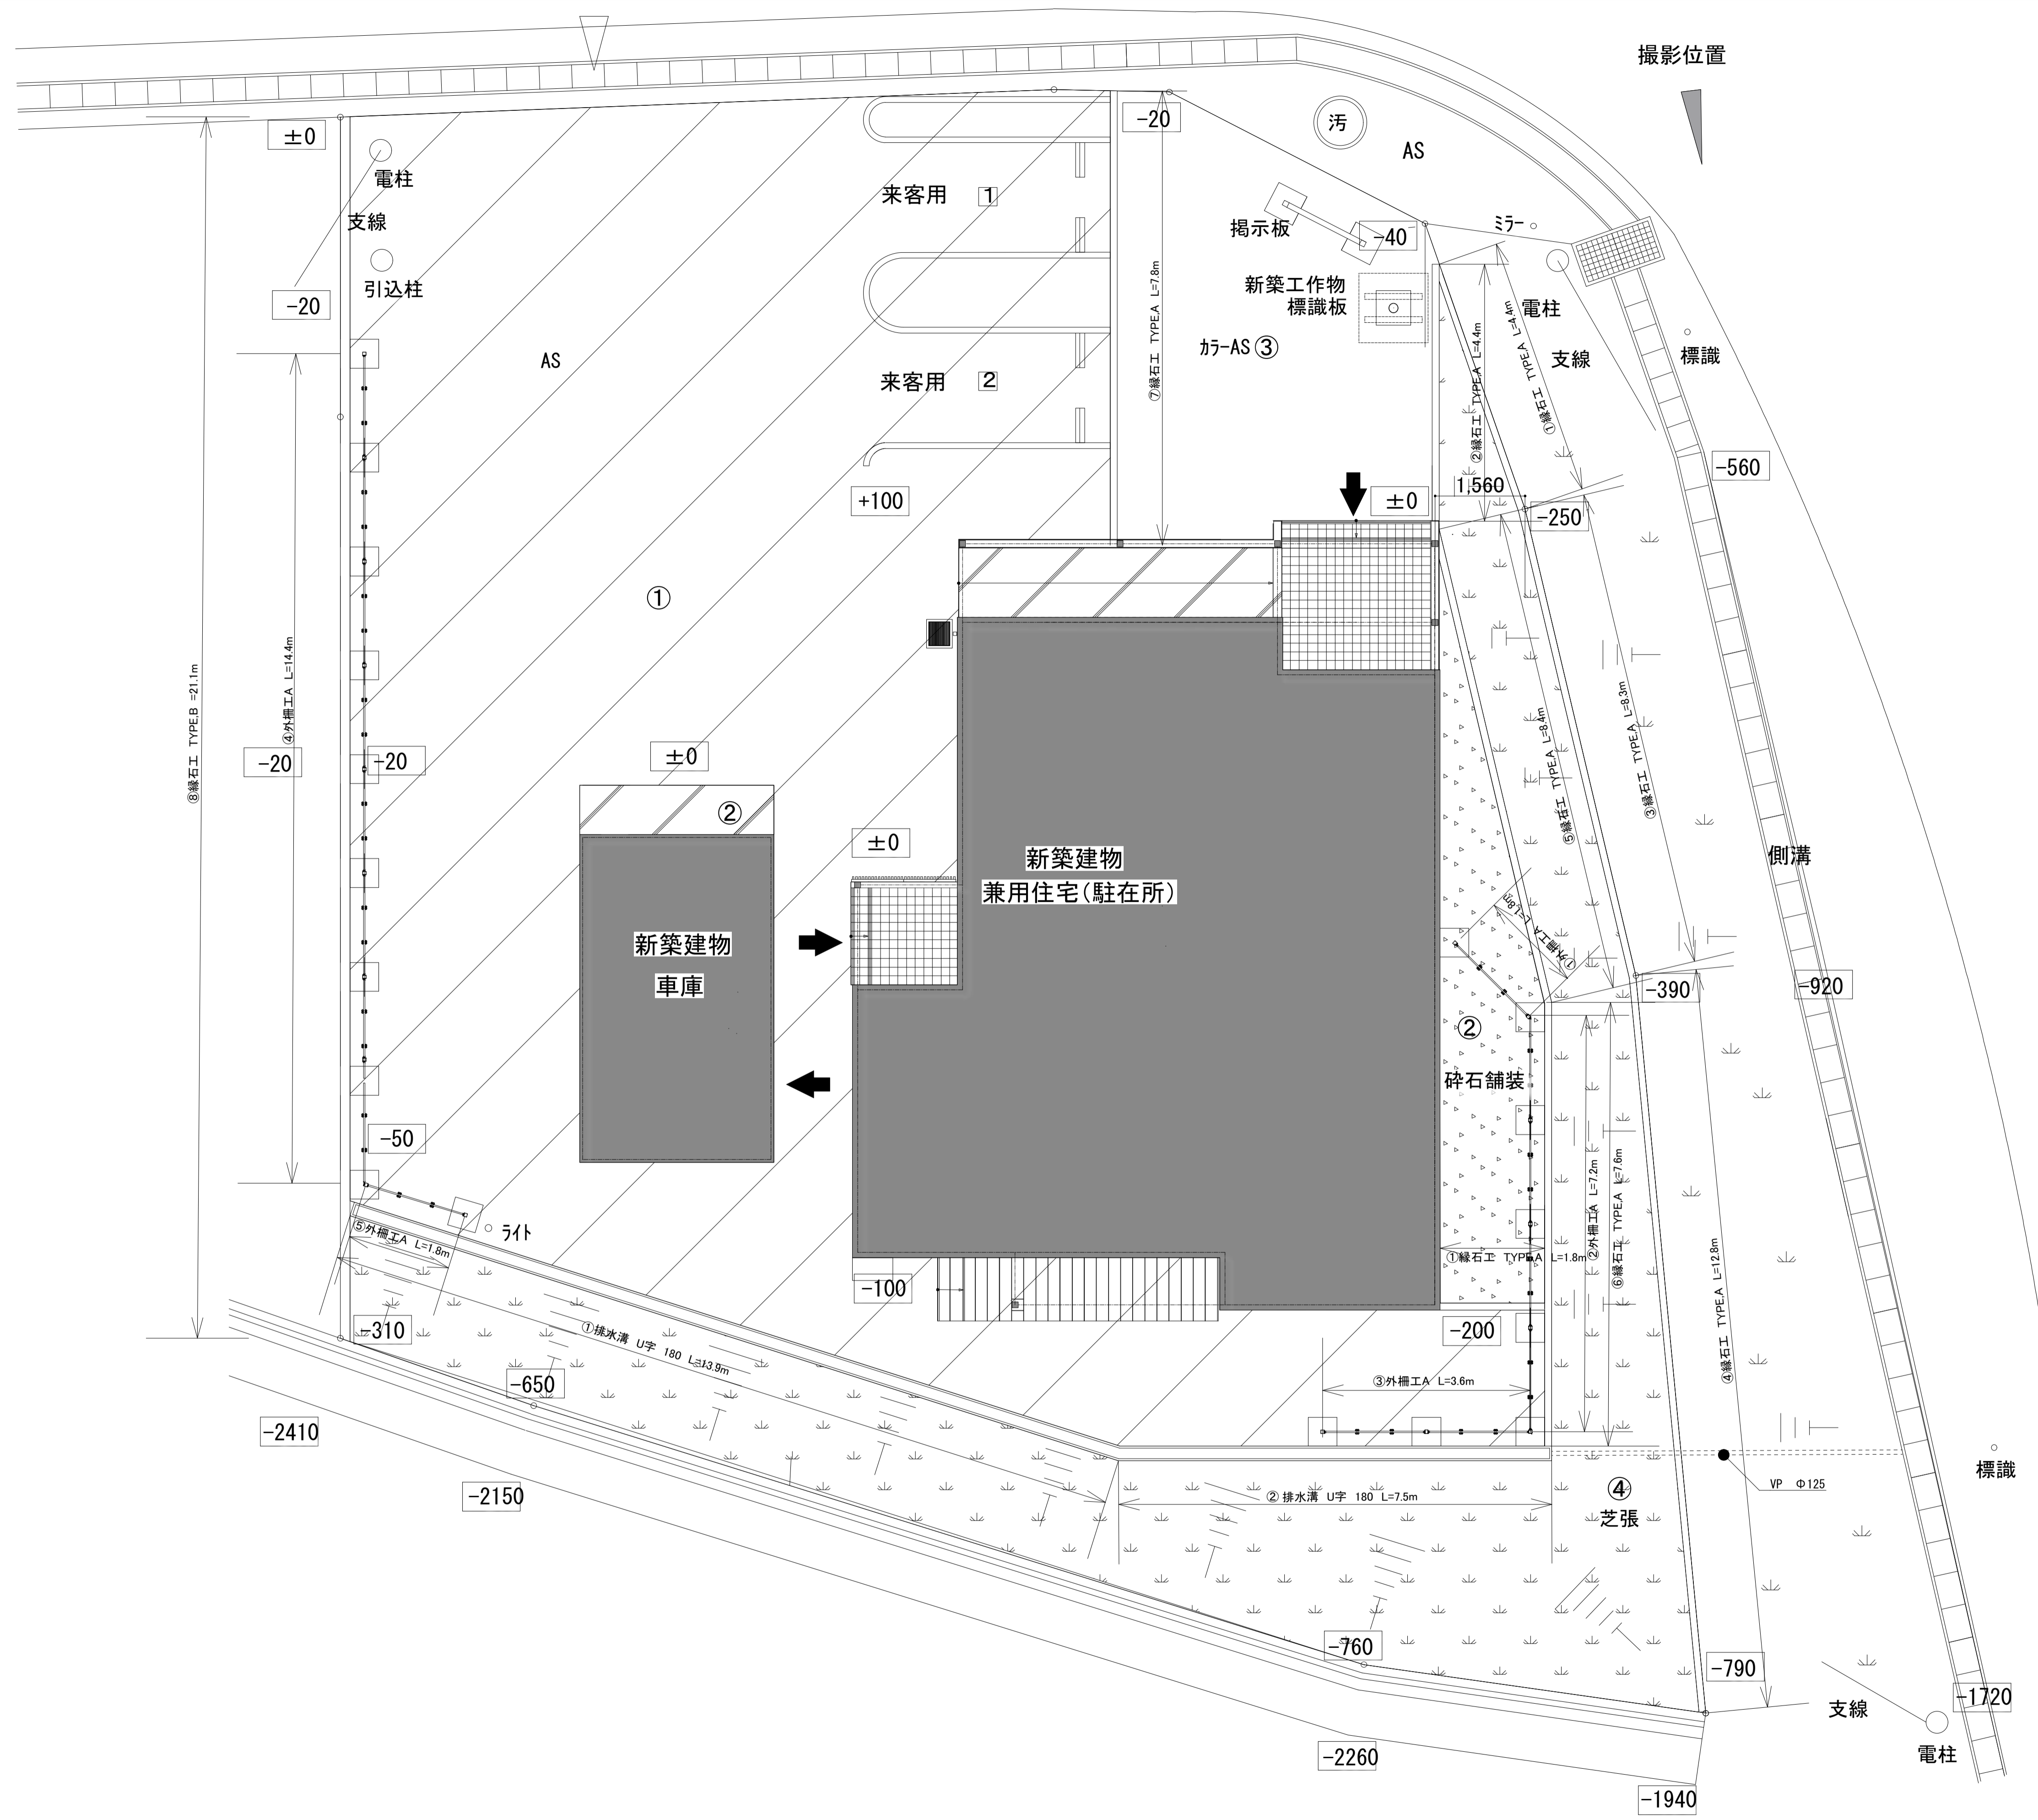 撮影位置
±0
-20
汚
AS
電柱
支線
来客用 1
掲示板
-40
ミラー
引込柱
-20
新築工作物
標識板
電柱
支線
標識
AS
来客用 2
カラーAS③
⑦縁石工 TYPE.A L=7.8m
②縁石工 TYPE.A L=4.4m
①縁石工 TYPE.A L=4.4m
-560
+100
±0
1,560
-250
①
⑧縁石工 TYPE.B =21.1m
④外柵工A L=14.4m
-20
-20
±0
②
±0
新築建物
兼用住宅(駐在所)
新築建物
車庫
⑤縁石工 TYPE.A L=8.4m
③縁石工 TYPE.A L=8.3m
側溝
①外柵工A L=1.8m
-390
-920
②
砕石舗装
-50
ライト
⑤外柵工A L=1.8m
①縁石工 TYPE.A L=1.8m
②外柵工A L=7.2m
⑥縁石工 TYPE.A L=7.6m
④縁石工 TYPE.A L=12.8m
-100
-310
①排水溝 U字 180 L=13.9m
-200
-650
③外柵工A L=3.6m
-2410
-2150
② 排水溝 U字 180 L=7.5m
④
芝張
VP Φ125
標識
-760
-790
支線
-1720
電柱
-2260
-1940